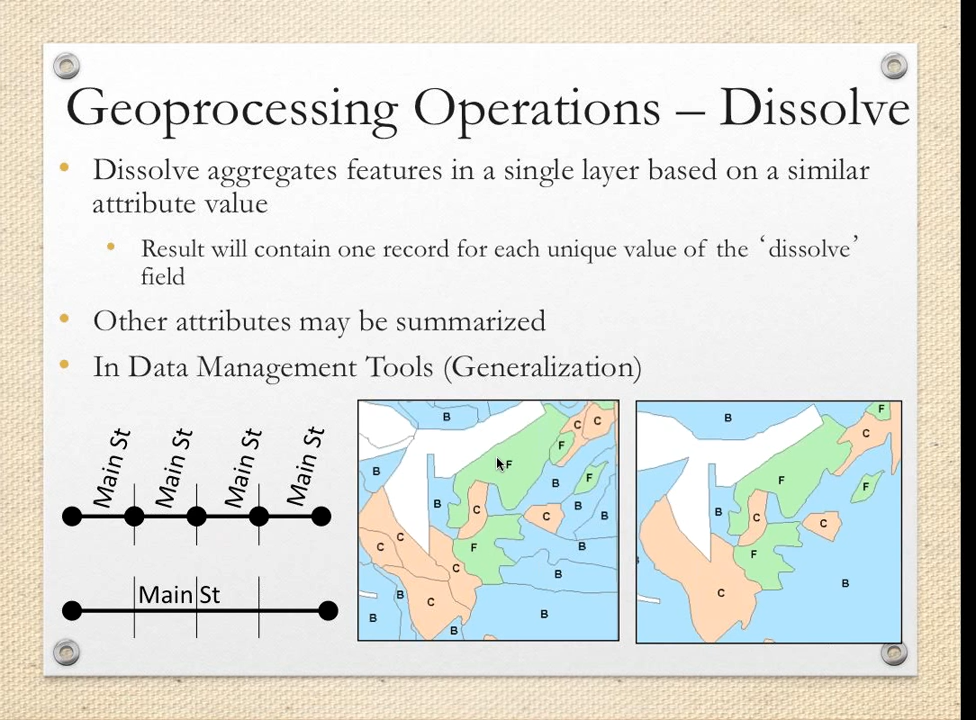 Geoprocessing Operations – Dissolve
• Dissolve aggregates features in a single layer based on a similar
attribute value
• Result will contain one record for each unique value of the ‘dissolve’
field
• Other attributes may be summarized
• In Data Management Tools (Generalization)
Main St
Main St
Main St
Main St
Main St
B
C
C
F
F
B
F
B
B
C
C
B
B
C
F
B
C
C
B
B
C
B
B
B
B
F
C
F
F
B
C
C
F
B
C